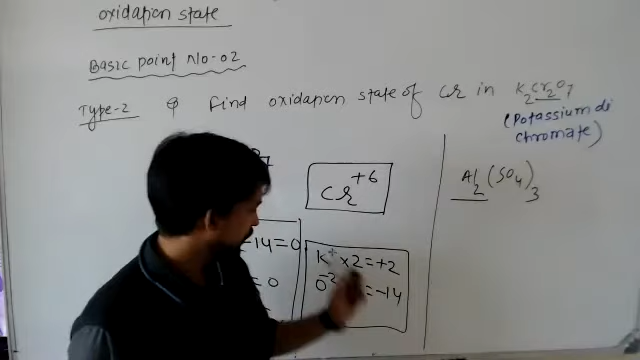 oxidation state
Basic point No-02
Type-2 Q Find oxidation state of Cr in K2Cr2O7
(Potassium di
chromate)
Cr+6
Al2(SO4)3
-14=0
=0
K+ ×2=+2
O-2 =-14